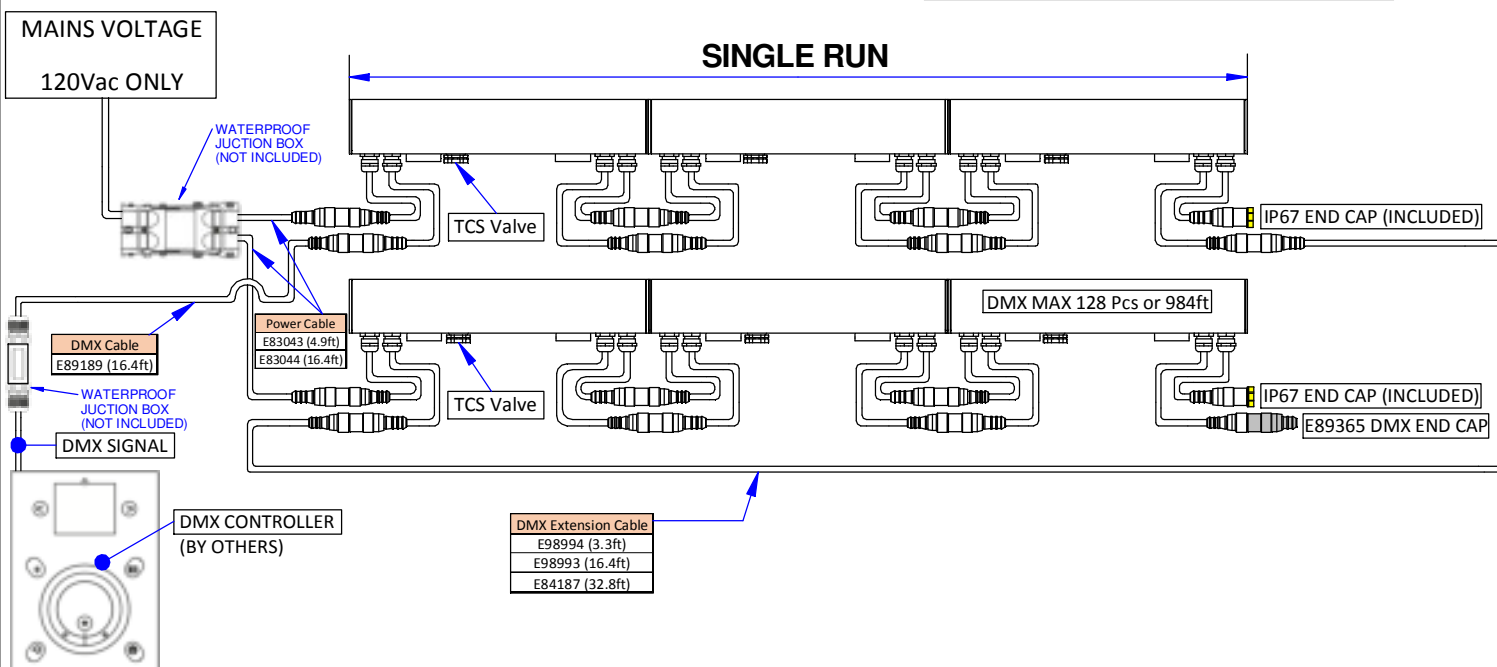 MAINS VOLTAGE
120Vac ONLY
SINGLE RUN
WATERPROOF
JUCTION BOX
(NOT INCLUDED)
TCS Valve
IP67 END CAP (INCLUDED)
DMX MAX 128 Pcs or 984ft
DMX Cable
E89189 (16.4ft)
Power Cable
E83043 (4.9ft)
E83044 (16.4ft)
WATERPROOF
JUCTION BOX
(NOT INCLUDED)
TCS Valve
IP67 END CAP (INCLUDED)
E89365 DMX END CAP
DMX SIGNAL
DMX CONTROLLER
(BY OTHERS)
DMX Extension Cable
E98994 (3.3ft)
E98993 (16.4ft)
E84187 (32.8ft)